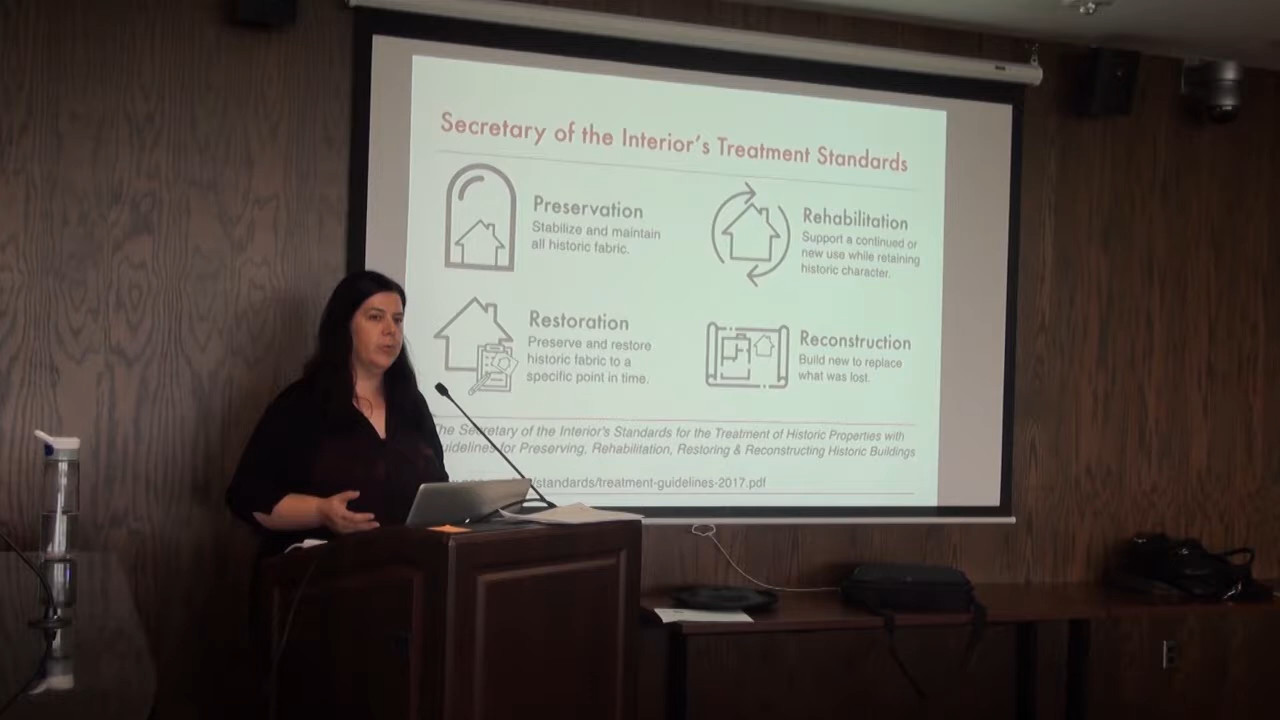 Secretary of the Interior's Treatment Standards
Preservation
Stabilize and maintain
all historic fabric.
Rehabilitation
Support a continued or
new use while retaining
historic character.
Restoration
Preserve and restore
historic fabric to a
specific point in time.
Reconstruction
Build new to replace
what was lost.
The Secretary of the Interior's Standards for the Treatment of Historic Properties with
Guidelines for Preserving, Rehabilitation, Restoring & Reconstructing Historic Buildings
/standards/treatment-guidelines-2017.pdf